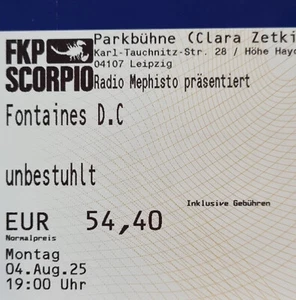 FKP
SCORPIO
Parkbühne (Clara Zetki
Karl-Tauchnitz-Str. 28 / Höhe Hayd
04107 Leipzig
Radio Mephisto präsentiert
Fontaines D.C
unbestuhlt
Inklusive Gebühren
EUR 54,40
Normalpreis
Montag
04.Aug.25
19:00 Uhr